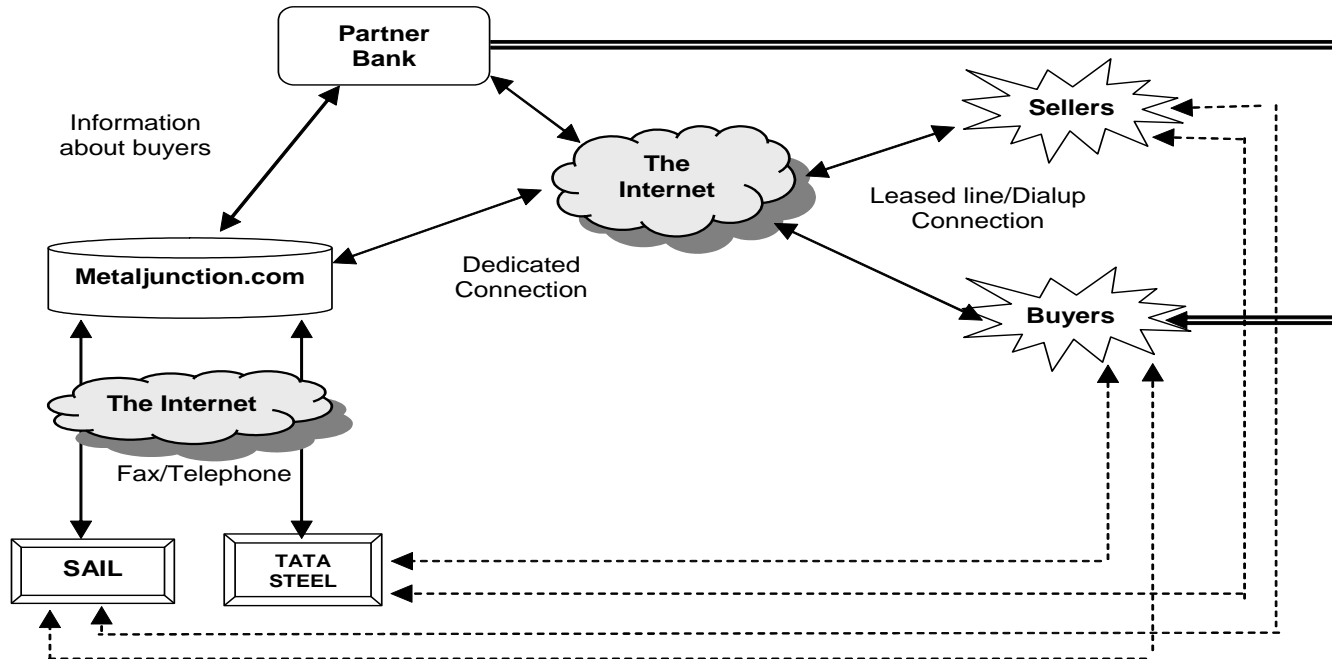 Partner
Bank
Sellers
Information
about buyers
The
Internet
Leased line/Dialup
Connection
Metaljunction.com
Dedicated
Connection
Buyers
The Internet
Fax/Telephone
SAIL
TATA
STEEL